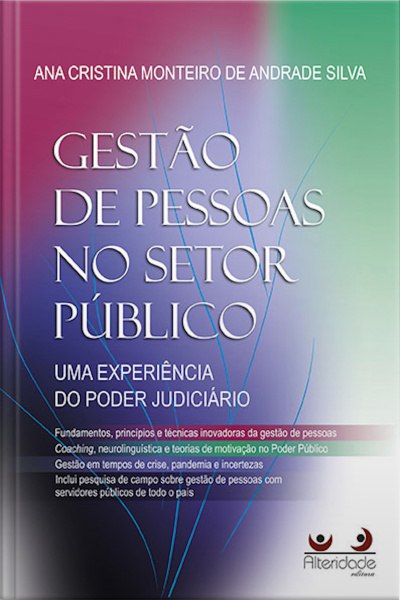 ANA CRISTINA MONTEIRO DE ANDRADE SILVA
GESTÃO
DE PESSOAS
NO SETOR
PÚBLICO
UMA EXPERIÊNCIA
DO PODER JUDICIÁRIO
Fundamentos, princípios e técnicas inovadoras da gestão de pessoas
Coaching, neurolinguística e teorias de motivação no Poder Público
Gestão em tempos de crise, pandemia e incertezas
Inclui pesquisa de campo sobre gestão de pessoas com
servidores públicos de todo o país
Alteridade
editora